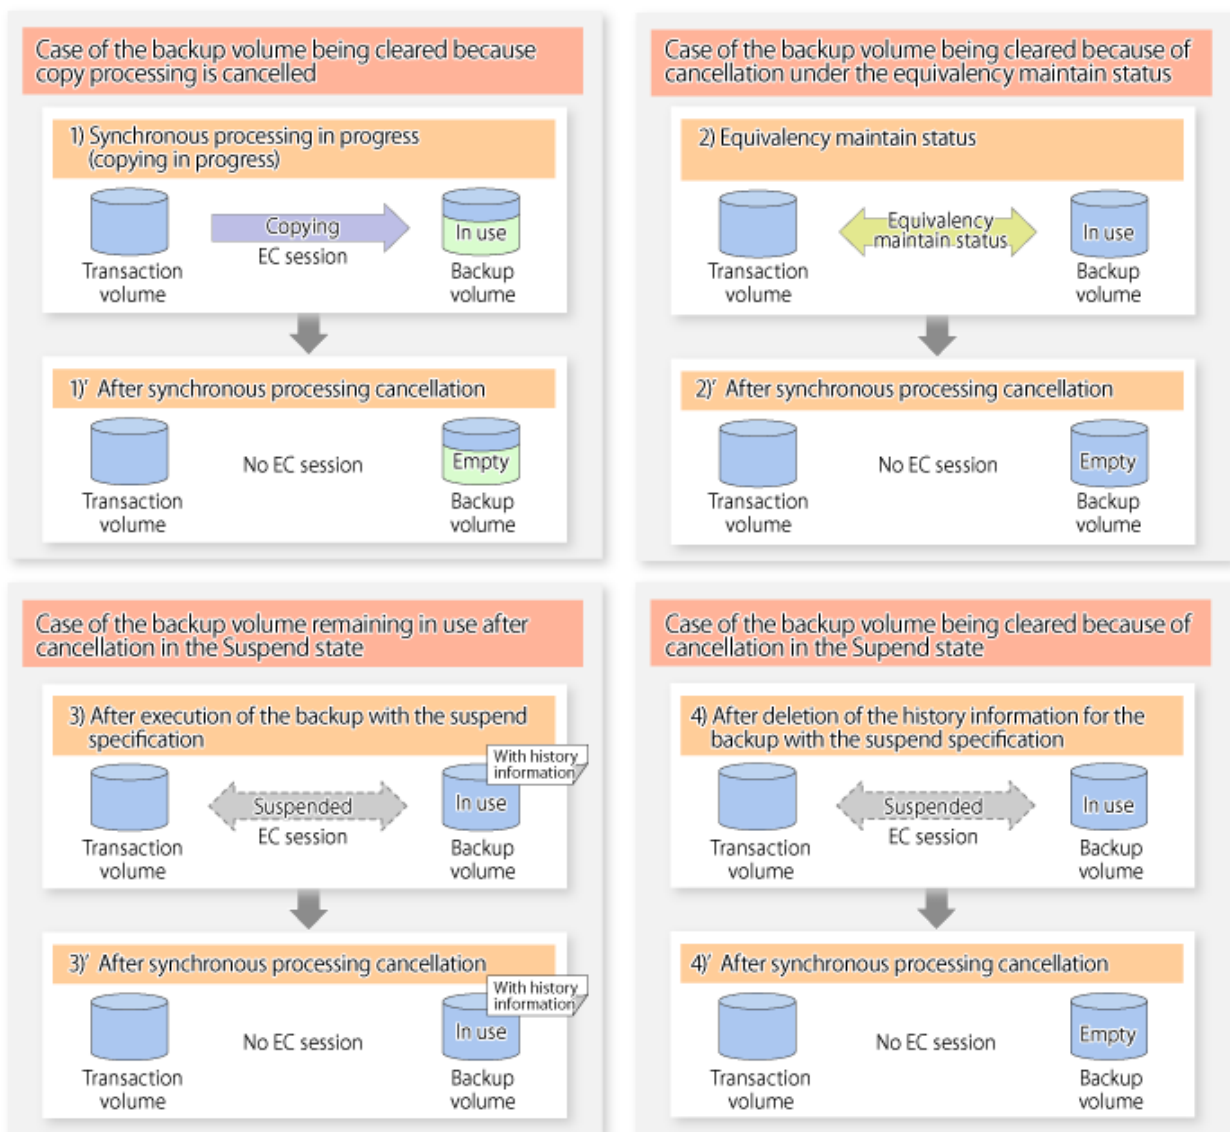 Case of the backup volume being cleared because
copy processing is cancelled
1) Synchronous processing in progress
(copying in progress)
Copying
In use
EC session
Transaction
volume
Backup
volume
1)' After synchronous processing cancellation
No EC session
Empty
Transaction
volume
Backup
volume
Case of the backup volume being cleared because of
cancellation under the equivalency maintain status
2) Equivalency maintain status
Equivalency
maintain status
In use
Transaction
volume
Backup
volume
2)' After synchronous processing cancellation
No EC session
Empty
Transaction
volume
Backup
volume
Case of the backup volume remaining in use after
cancellation in the Suspend state
3) After execution of the backup with the suspend
specification
With history
information
Suspended
In use
EC session
Transaction
volume
Backup
volume
3)' After synchronous processing cancellation
With history
information
No EC session
In use
Transaction
volume
Backup
volume
Case of the backup volume being cleared because of
cancellation in the Supend state
4) After deletion of the history information for the
backup with the suspend specification
Suspended
In use
EC session
Transaction
volume
Backup
volume
4)' After synchronous processing cancellation
No EC session
Empty
Transaction
volume
Backup
volume